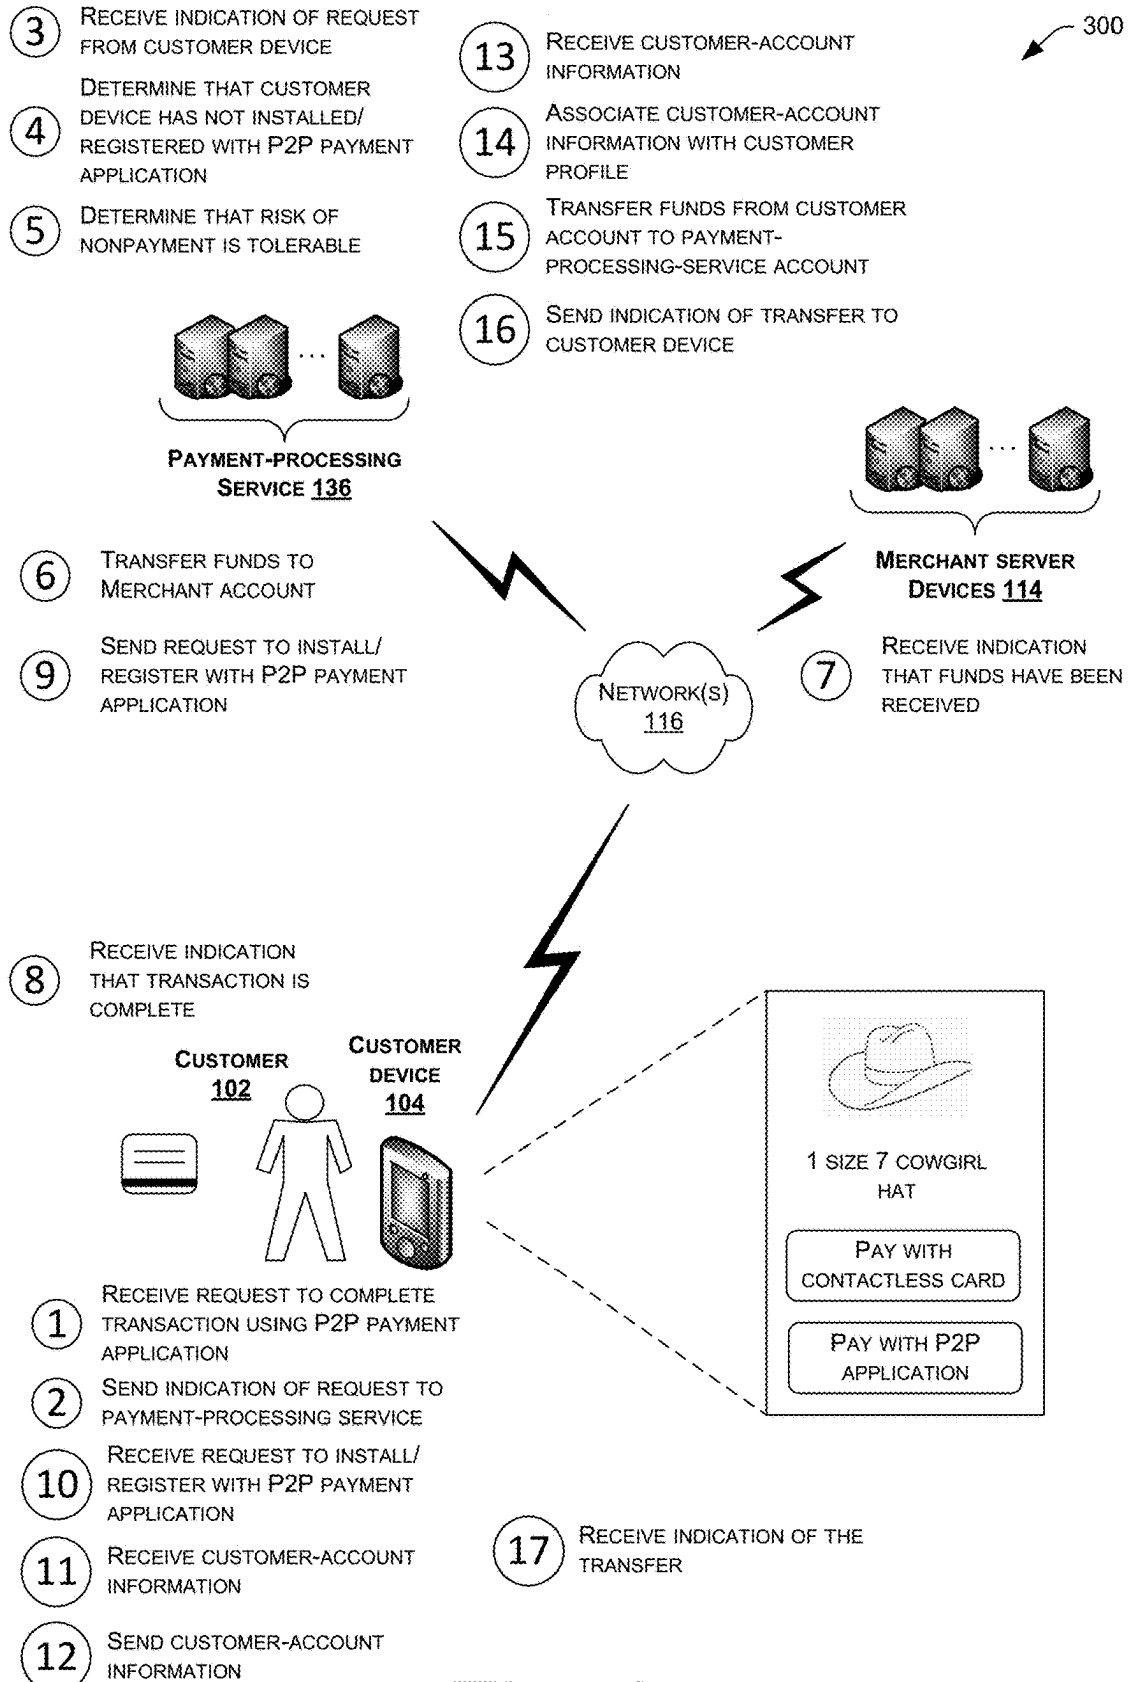 3
RECEIVE INDICATION OF REQUEST
FROM CUSTOMER DEVICE
4
DETERMINE THAT CUSTOMER
DEVICE HAS NOT INSTALLED/
REGISTERED WITH P2P PAYMENT
APPLICATION
5
DETERMINE THAT RISK OF
NONPAYMENT IS TOLERABLE
13
RECEIVE CUSTOMER-ACCOUNT
INFORMATION
14
ASSOCIATE CUSTOMER-ACCOUNT
INFORMATION WITH CUSTOMER
PROFILE
15
TRANSFER FUNDS FROM CUSTOMER
ACCOUNT TO PAYMENT-
PROCESSING-SERVICE ACCOUNT
16
SEND INDICATION OF TRANSFER TO
CUSTOMER DEVICE
300
...
PAYMENT-PROCESSING
SERVICE 136
...
MERCHANT SERVER
DEVICES 114
6
TRANSFER FUNDS TO
MERCHANT ACCOUNT
9
SEND REQUEST TO INSTALL/
REGISTER WITH P2P PAYMENT
APPLICATION
NETWORK(S)
116
7
RECEIVE INDICATION
THAT FUNDS HAVE BEEN
RECEIVED
8
RECEIVE INDICATION
THAT TRANSACTION IS
COMPLETE
CUSTOMER
102
CUSTOMER
DEVICE
104
1 SIZE 7 COWGIRL
HAT
PAY WITH
CONTACTLESS CARD
PAY WITH P2P
APPLICATION
1
RECEIVE REQUEST TO COMPLETE
TRANSACTION USING P2P PAYMENT
APPLICATION
2
SEND INDICATION OF REQUEST TO
PAYMENT-PROCESSING SERVICE
10
RECEIVE REQUEST TO INSTALL/
REGISTER WITH P2P PAYMENT
APPLICATION
11
RECEIVE CUSTOMER-ACCOUNT
INFORMATION
12
SEND CUSTOMER-ACCOUNT
INFORMATION
17
RECEIVE INDICATION OF THE
TRANSFER